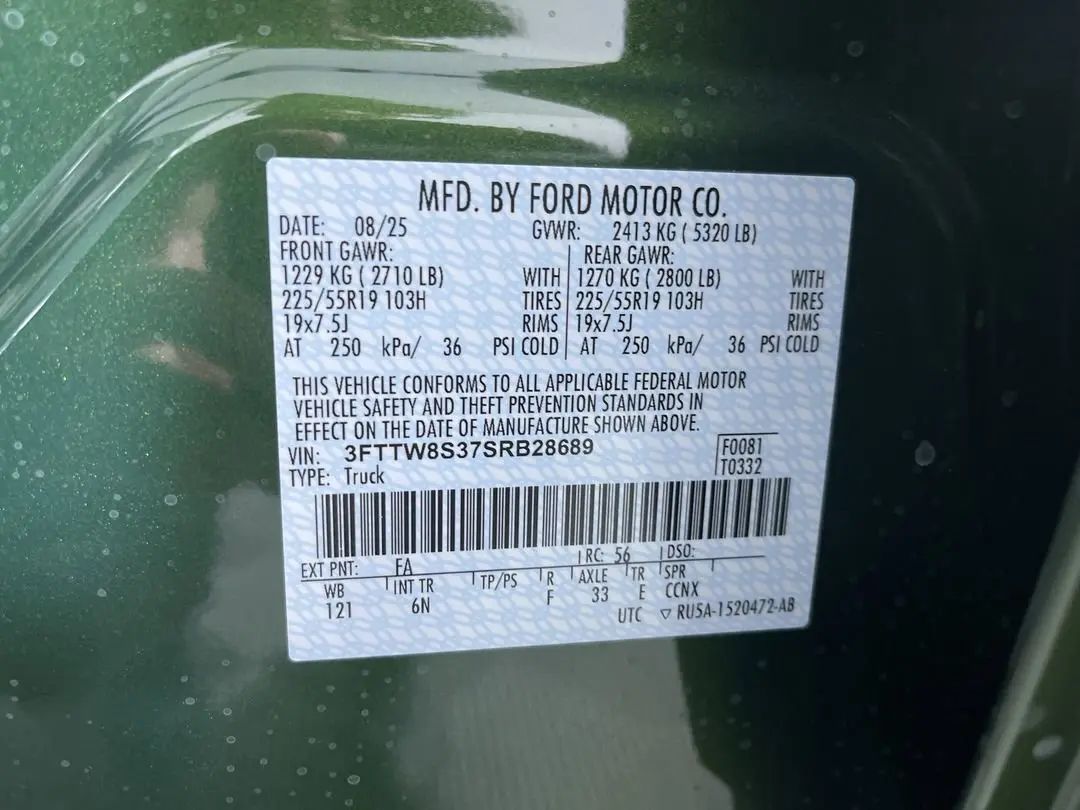 MFD. BY FORD MOTOR CO.
DATE: 08/25 GVWR: 2413 KG ( 5320 LB)
FRONT GAWR: REAR GAWR:
1229 KG ( 2710 LB) WITH 1270 KG ( 2800 LB) WITH
225/55R19 103H TIRES 225/55R19 103H TIRES
19x7.5J RIMS 19x7.5J RIMS
AT 250 kPa/ 36 PSI COLD AT 250 kPa/ 36 PSI COLD
THIS VEHICLE CONFORMS TO ALL APPLICABLE FEDERAL MOTOR
VEHICLE SAFETY AND THEFT PREVENTION STANDARDS IN
EFFECT ON THE DATE OF MANUFACTURE SHOWN ABOVE.
VIN: 3FTTW8S37SRB28689 F0081
TYPE: Truck T0332
EXT PNT: FA RC: 56 DSO:
WB INT TR TP/PS R AXLE TR SPR
121 6N F 33 E CCNX
UTC ▽ RU5A-1520472-AB